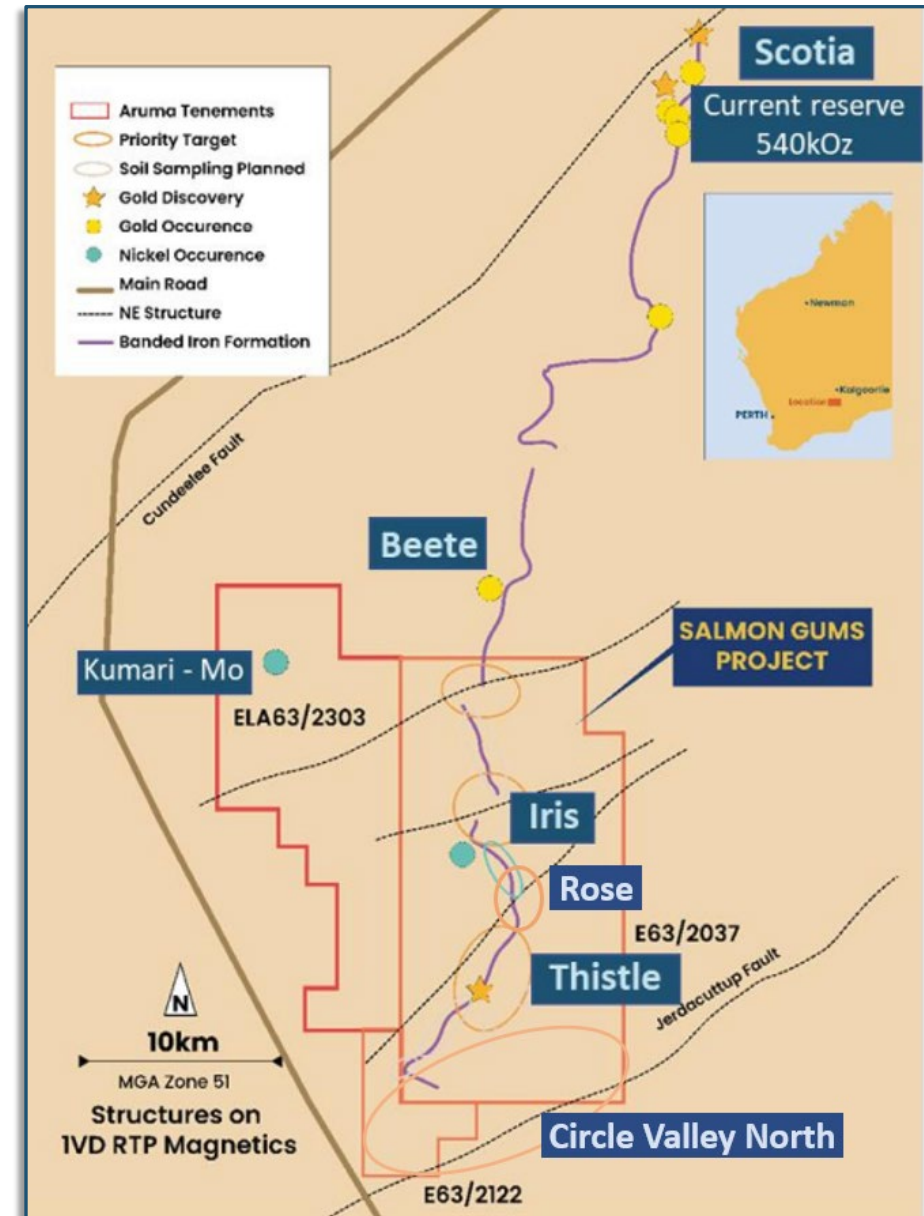 Scotia
Current reserve
540kOz
Aruma Tenements
Priority Target
Soil Sampling Planned
Gold Discovery
Gold Occurence
Nickel Occurence
Main Road
NE Structure
Banded Iron Formation
Newman
Kalgoorlie
Location
PERTH
Cundeelee Fault
Beete
SALMON GUMS
PROJECT
Kumari - Mo
ELA63/2303
Iris
Rose
E63/2037
Thistle
Jerdacuttup Fault
N
10km
MGA Zone 51
Structures on
1VD RTP Magnetics
Circle Valley North
E63/2122